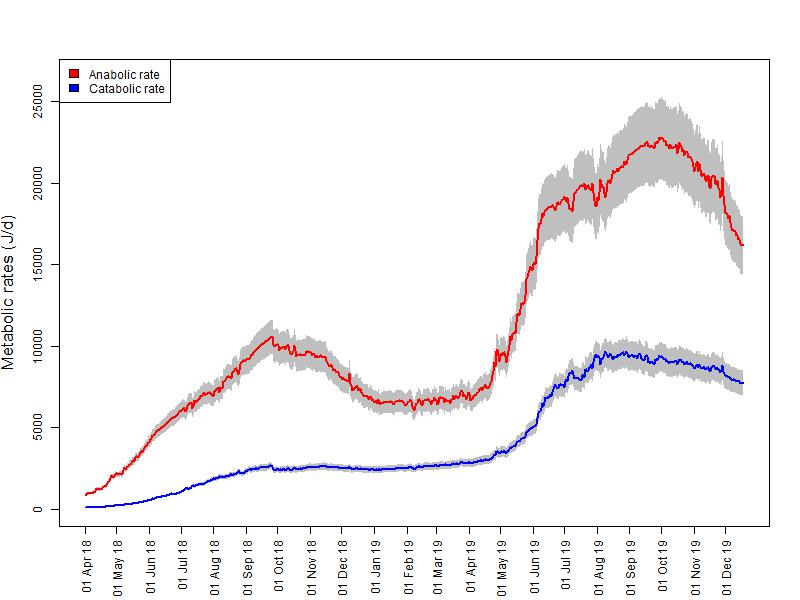 Anabolic rate
Catabolic rate
Metabolic rates (J/d)
25000
20000
15000
10000
5000
0
01 Apr 18
01 May 18
01 Jun 18
01 Jul 18
01 Aug 18
01 Sep 18
01 Oct 18
01 Nov 18
01 Dec 18
01 Jan 19
01 Feb 19
01 Mar 19
01 Apr 19
01 May 19
01 Jun 19
01 Jul 19
01 Aug 19
01 Sep 19
01 Oct 19
01 Nov 19
01 Dec 19